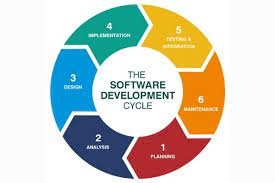 THE
SOFTWARE
DEVELOPMENT
CYCLE
1
PLANNING
2
ANALYSIS
3
DESIGN
4
IMPLEMENTATION
5
TESTING &
INTEGRATION
6
MAINTENANCE